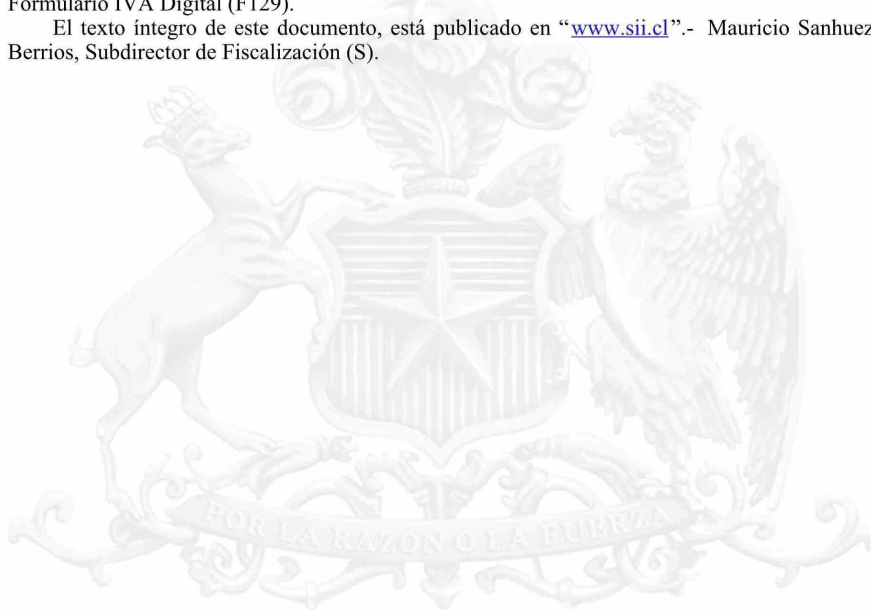 Formulario IVA Digital (F129).
El texto íntegro de este documento, está publicado en “www.sii.cl”.- Mauricio Sanhuez
Berrios, Subdirector de Fiscalización (S).
POR LA RAZÓN O LA FUERZA